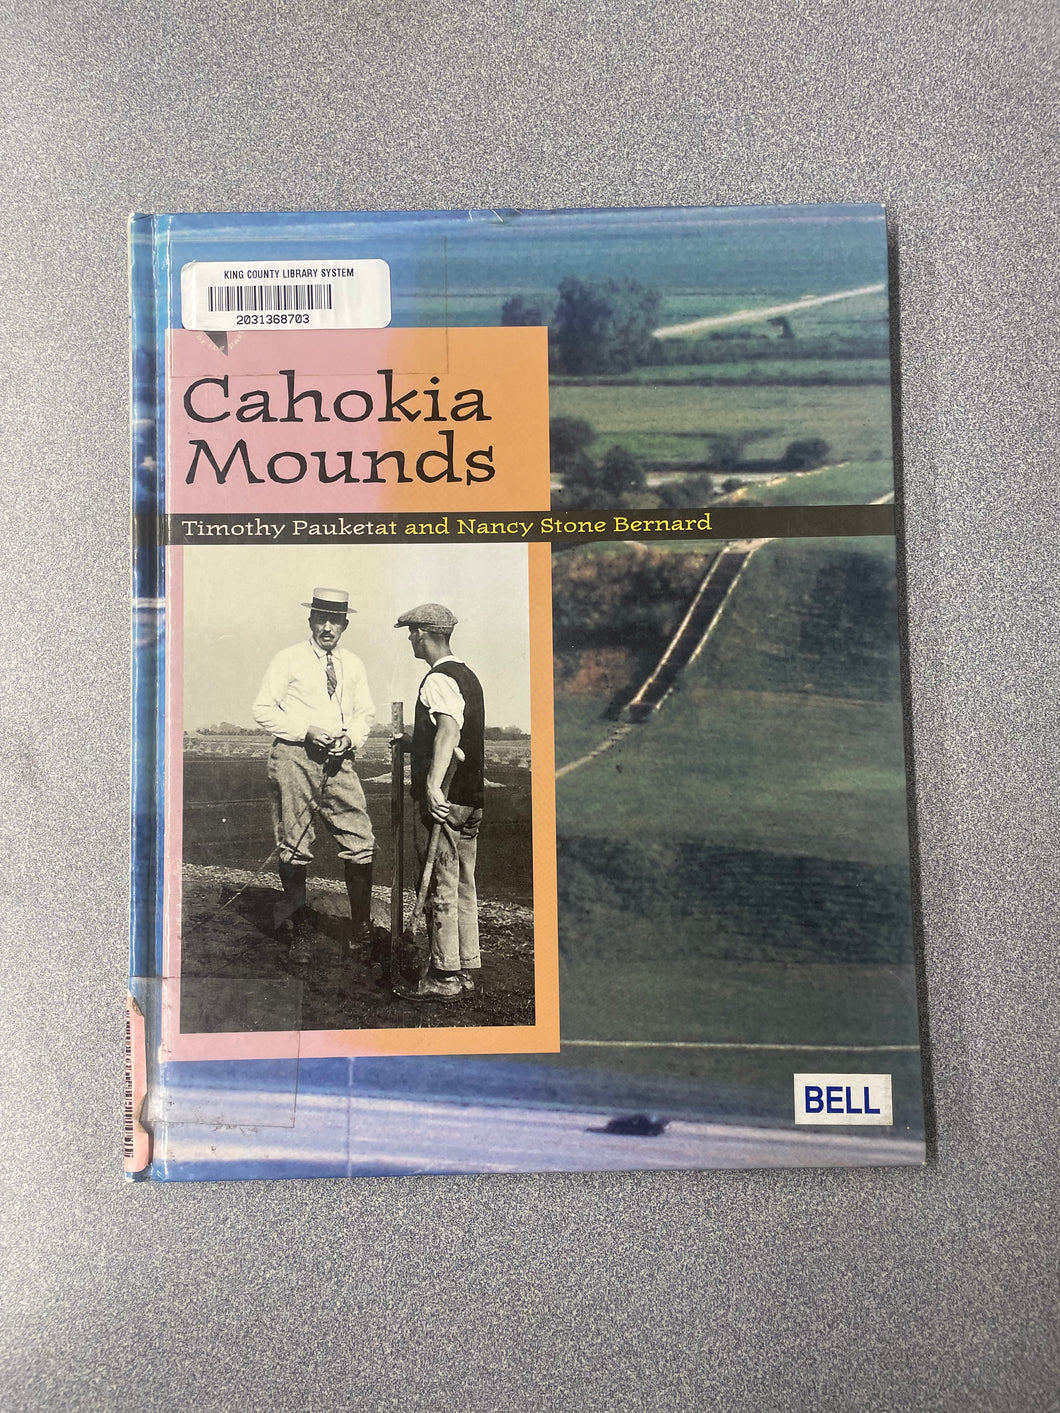 KING COUNTY LIBRARY SYSTEM
2031368703
Cahokia
Mounds
Timothy Pauketat and Nancy Stone Bernard
BELL